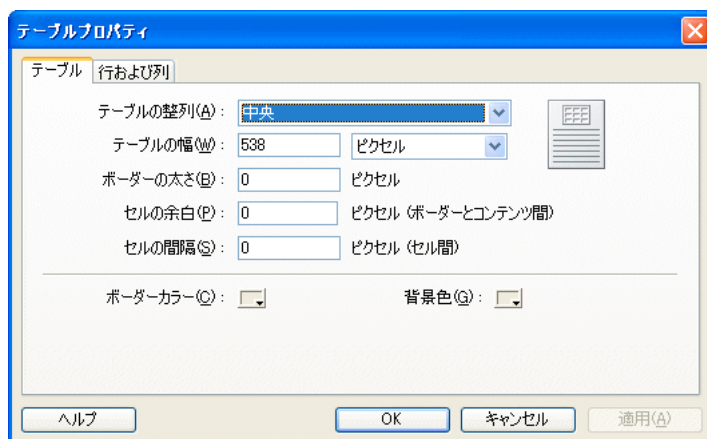 テーブルプロパティ
テーブル 行および列
テーブルの整列(A): 中央
テーブルの幅(W): 538 ピクセル
ボーダーの太さ(B): 0 ピクセル
セルの余白(P): 0 ピクセル (ボーダーとコンテンツ間)
セルの間隔(S): 0 ピクセル (セル間)
ボーダーカラー(C): 背景色(G):
ヘルプ OK キャンセル 適用(A)